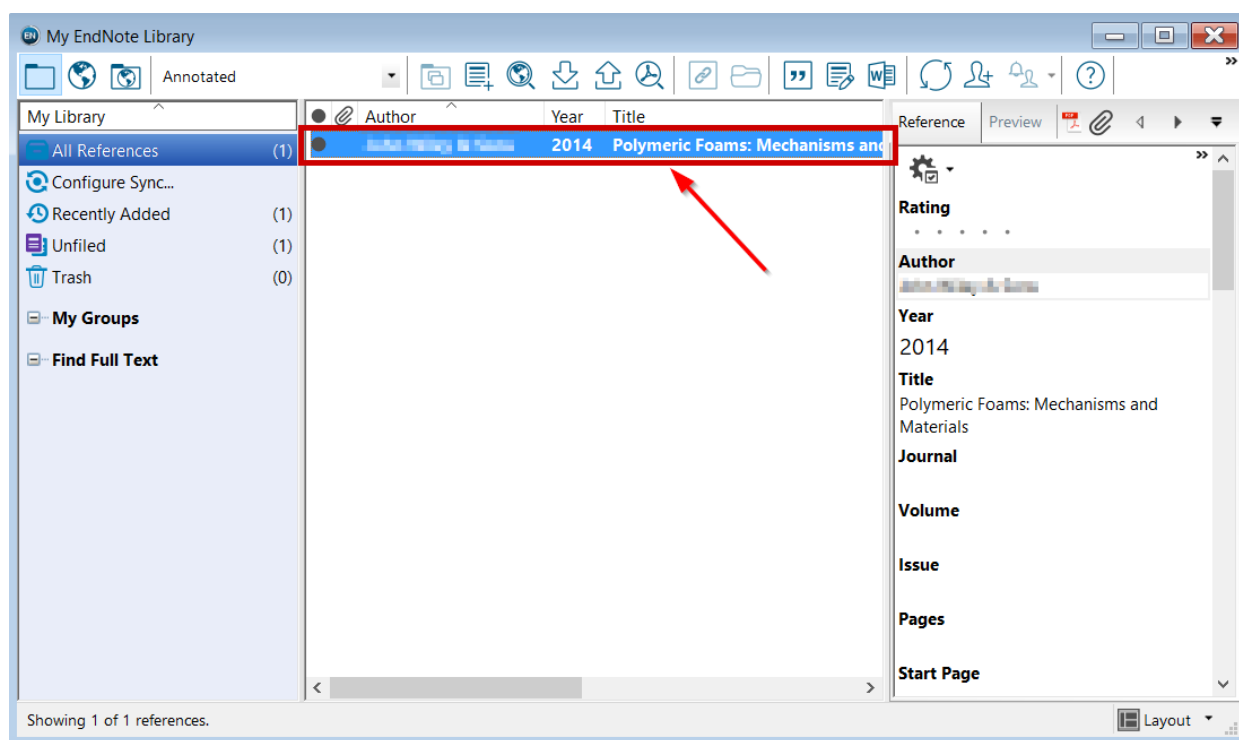 My EndNote Library
Annotated
My Library
All References (1)
Configure Sync...
Recently Added (1)
Unfiled (1)
Trash (0)
My Groups
Find Full Text
Author Year Title
2014 Polymeric Foams: Mechanisms and
Reference Preview
Rating
Author
Year
2014
Title
Polymeric Foams: Mechanisms and
Materials
Journal
Volume
Issue
Pages
Start Page
Showing 1 of 1 references.
Layout